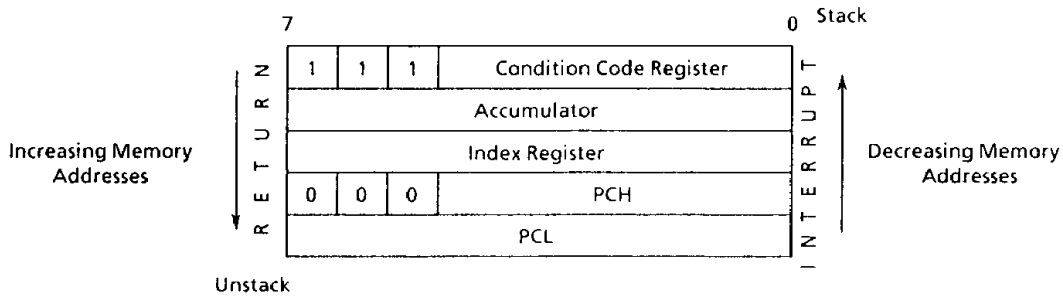 7 0 Stack
1 1 1 Condition Code Register
Accumulator
Index Register
0 0 0 PCH
PCL
RETURN
INTERRUPT
Increasing Memory
Addresses
Decreasing Memory
Addresses
Unstack